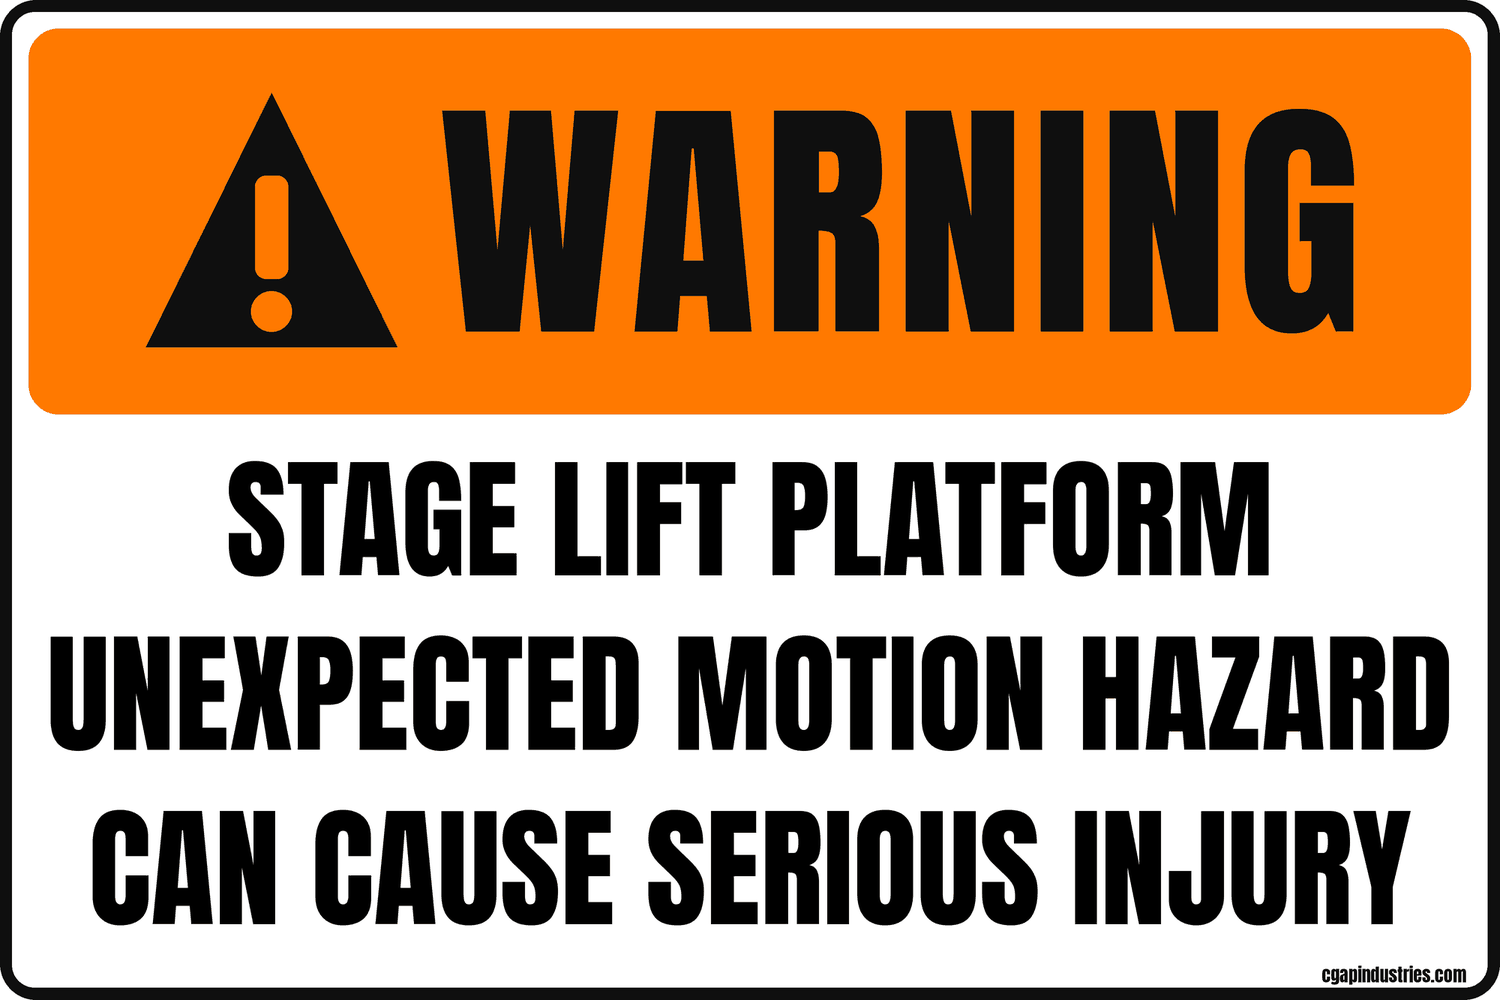 WARNING
STAGE LIFT PLATFORM
UNEXPECTED MOTION HAZARD
CAN CAUSE SERIOUS INJURY
cgapindustries.com